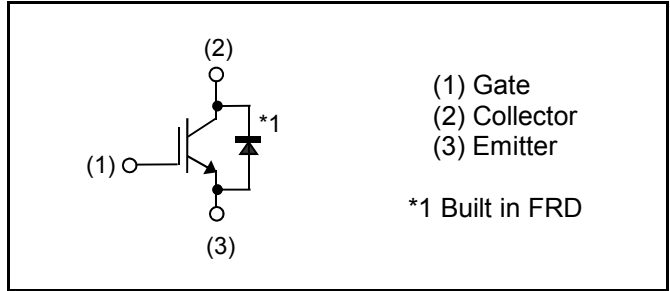 (2)
*1
(1)
(3)
(1) Gate
(2) Collector
(3) Emitter
*1 Built in FRD